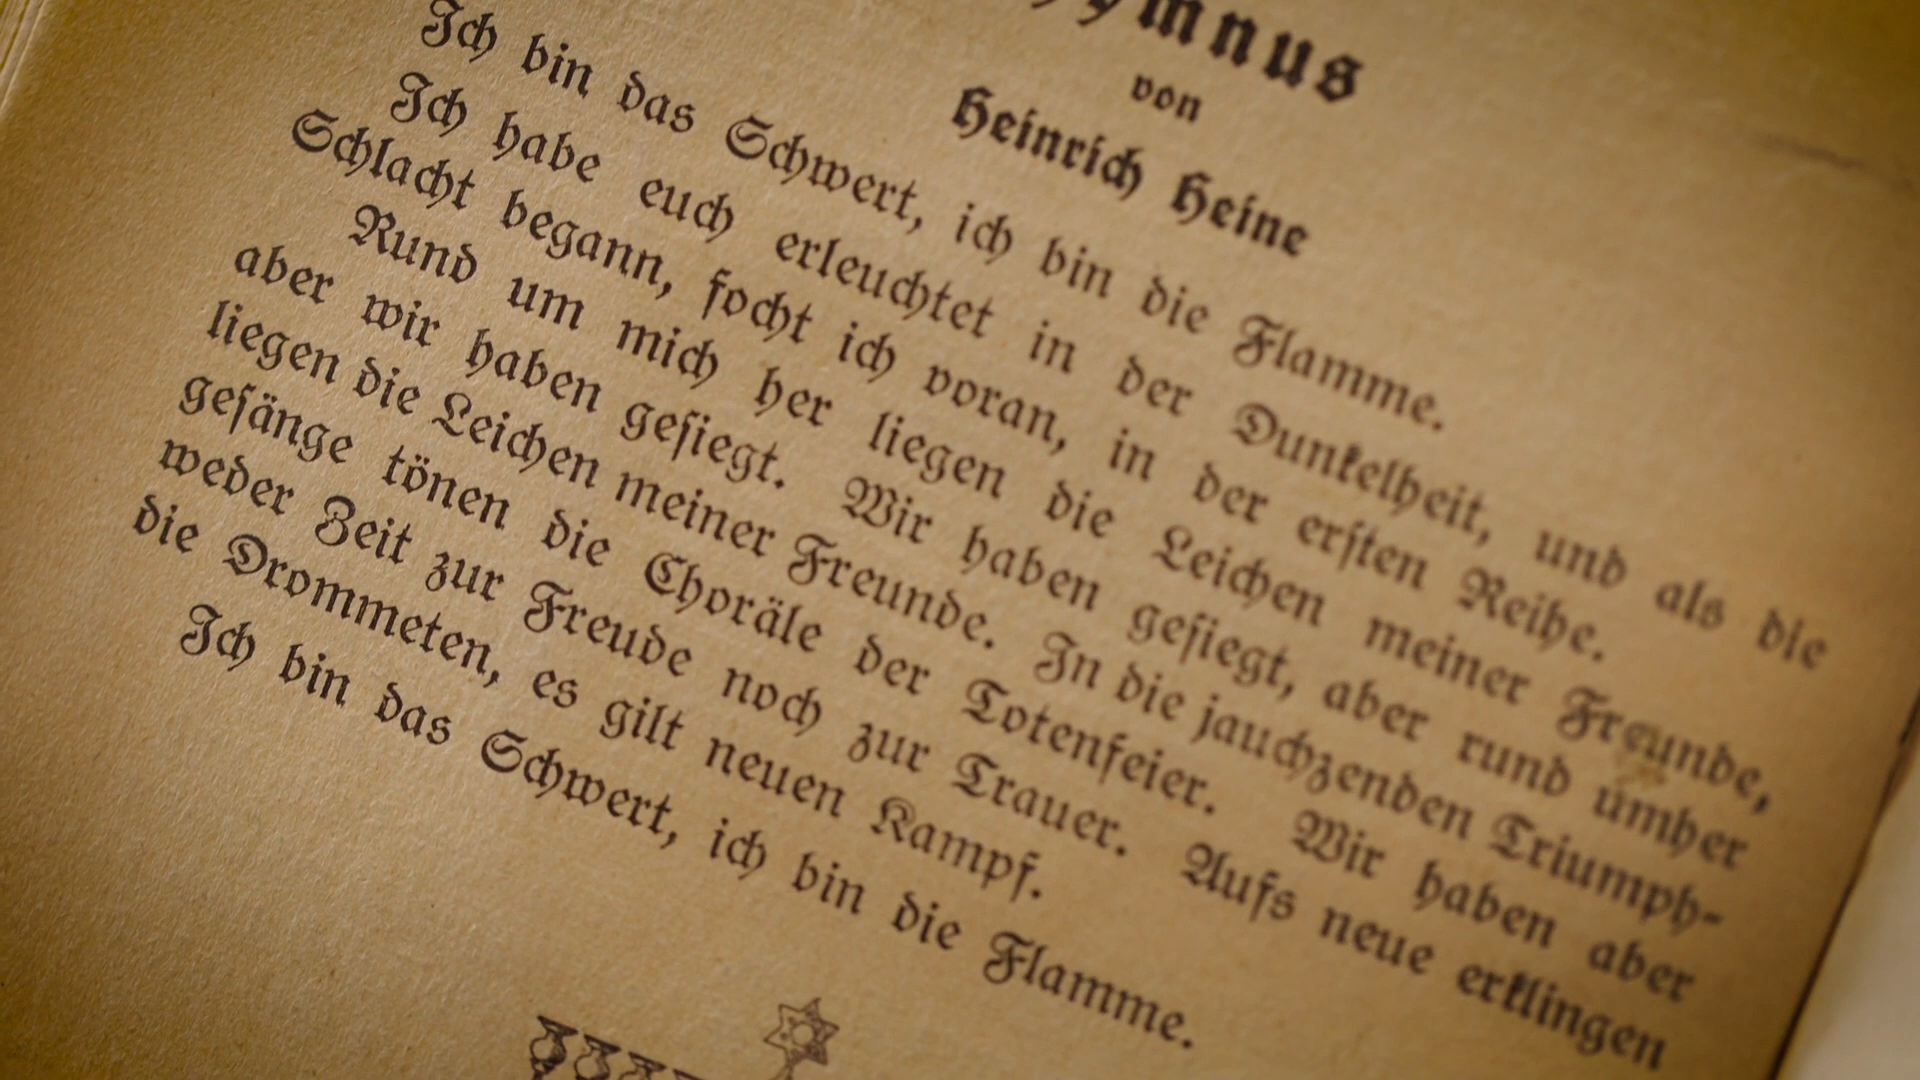 ymnus
von
Heinrich Heine
Ich bin das Schwert, ich bin die Flamme.
Ich habe euch erleuchtet in der Dunkelheit, und als die
Schlacht begann, focht ich voran, in der ersten Reihe.
Rund um mich her liegen die Leichen meiner Freunde,
aber wir haben gesiegt. Wir haben gesiegt, aber rund umher
liegen die Leichen meiner Freunde. In die jauchzenden Triumph-
gesänge tönen die Choräle der Totenfeier. Wir haben aber
weder Zeit zur Freude noch zur Trauer. Aufs neue erklingen
die Drommeten, es gilt neuen Kampf.
Ich bin das Schwert, ich bin die Flamme.